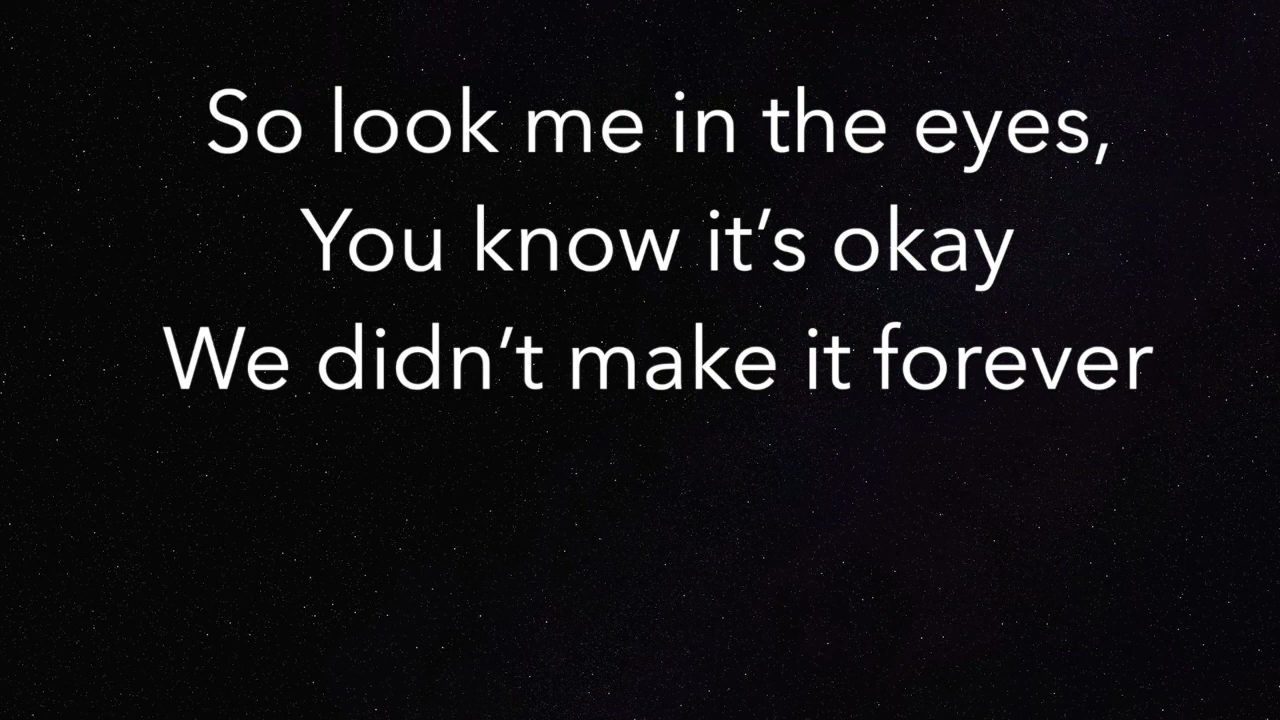 So look me in the eyes,
You know it’s okay
We didn’t make it forever